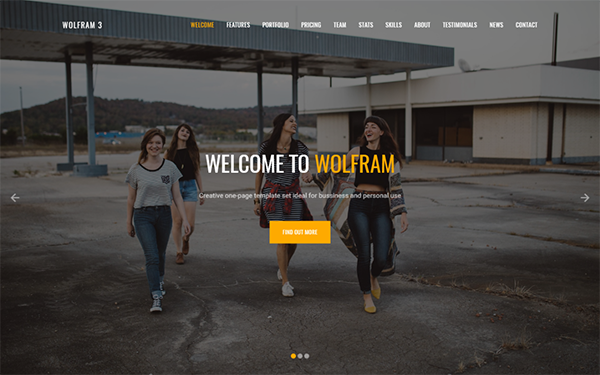 WOLFRAM 3
WELCOME FEATURES PORTFOLIO PRICING TEAM STATS SKILLS ABOUT TESTIMONIALS NEWS CONTACT
WELCOME TO WOLFRAM
Creative one-page template set ideal for bussiness and personal use
FIND OUT MORE